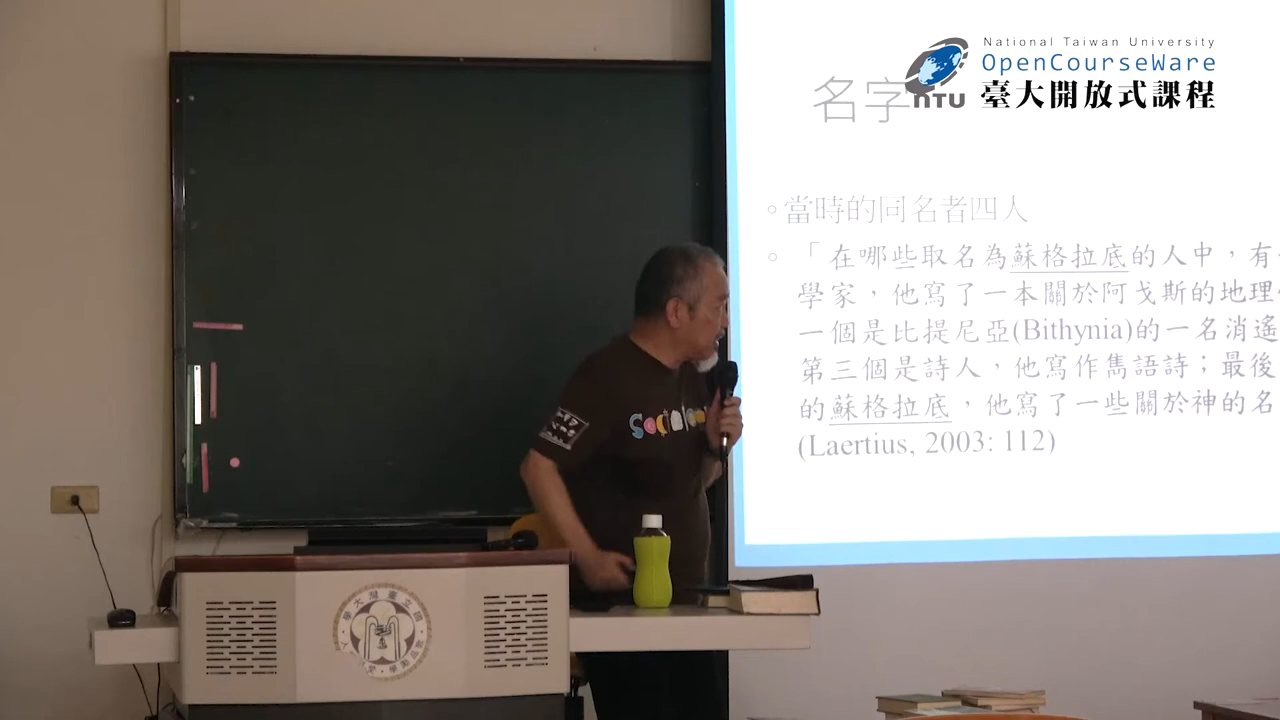 National Taiwan University
OpenCourseWare
NTU 臺大開放式課程
名字
當時的同名者四人
「在哪些取名為蘇格拉底的人中，有
學家，他寫了一本關於阿戈斯的地理
一個是比提尼亞(Bithynia)的一名消遙
第三個是詩人，他寫作雋語詩；最後
的蘇格拉底，他寫了一些關於神的名
(Laertius, 2003: 112)